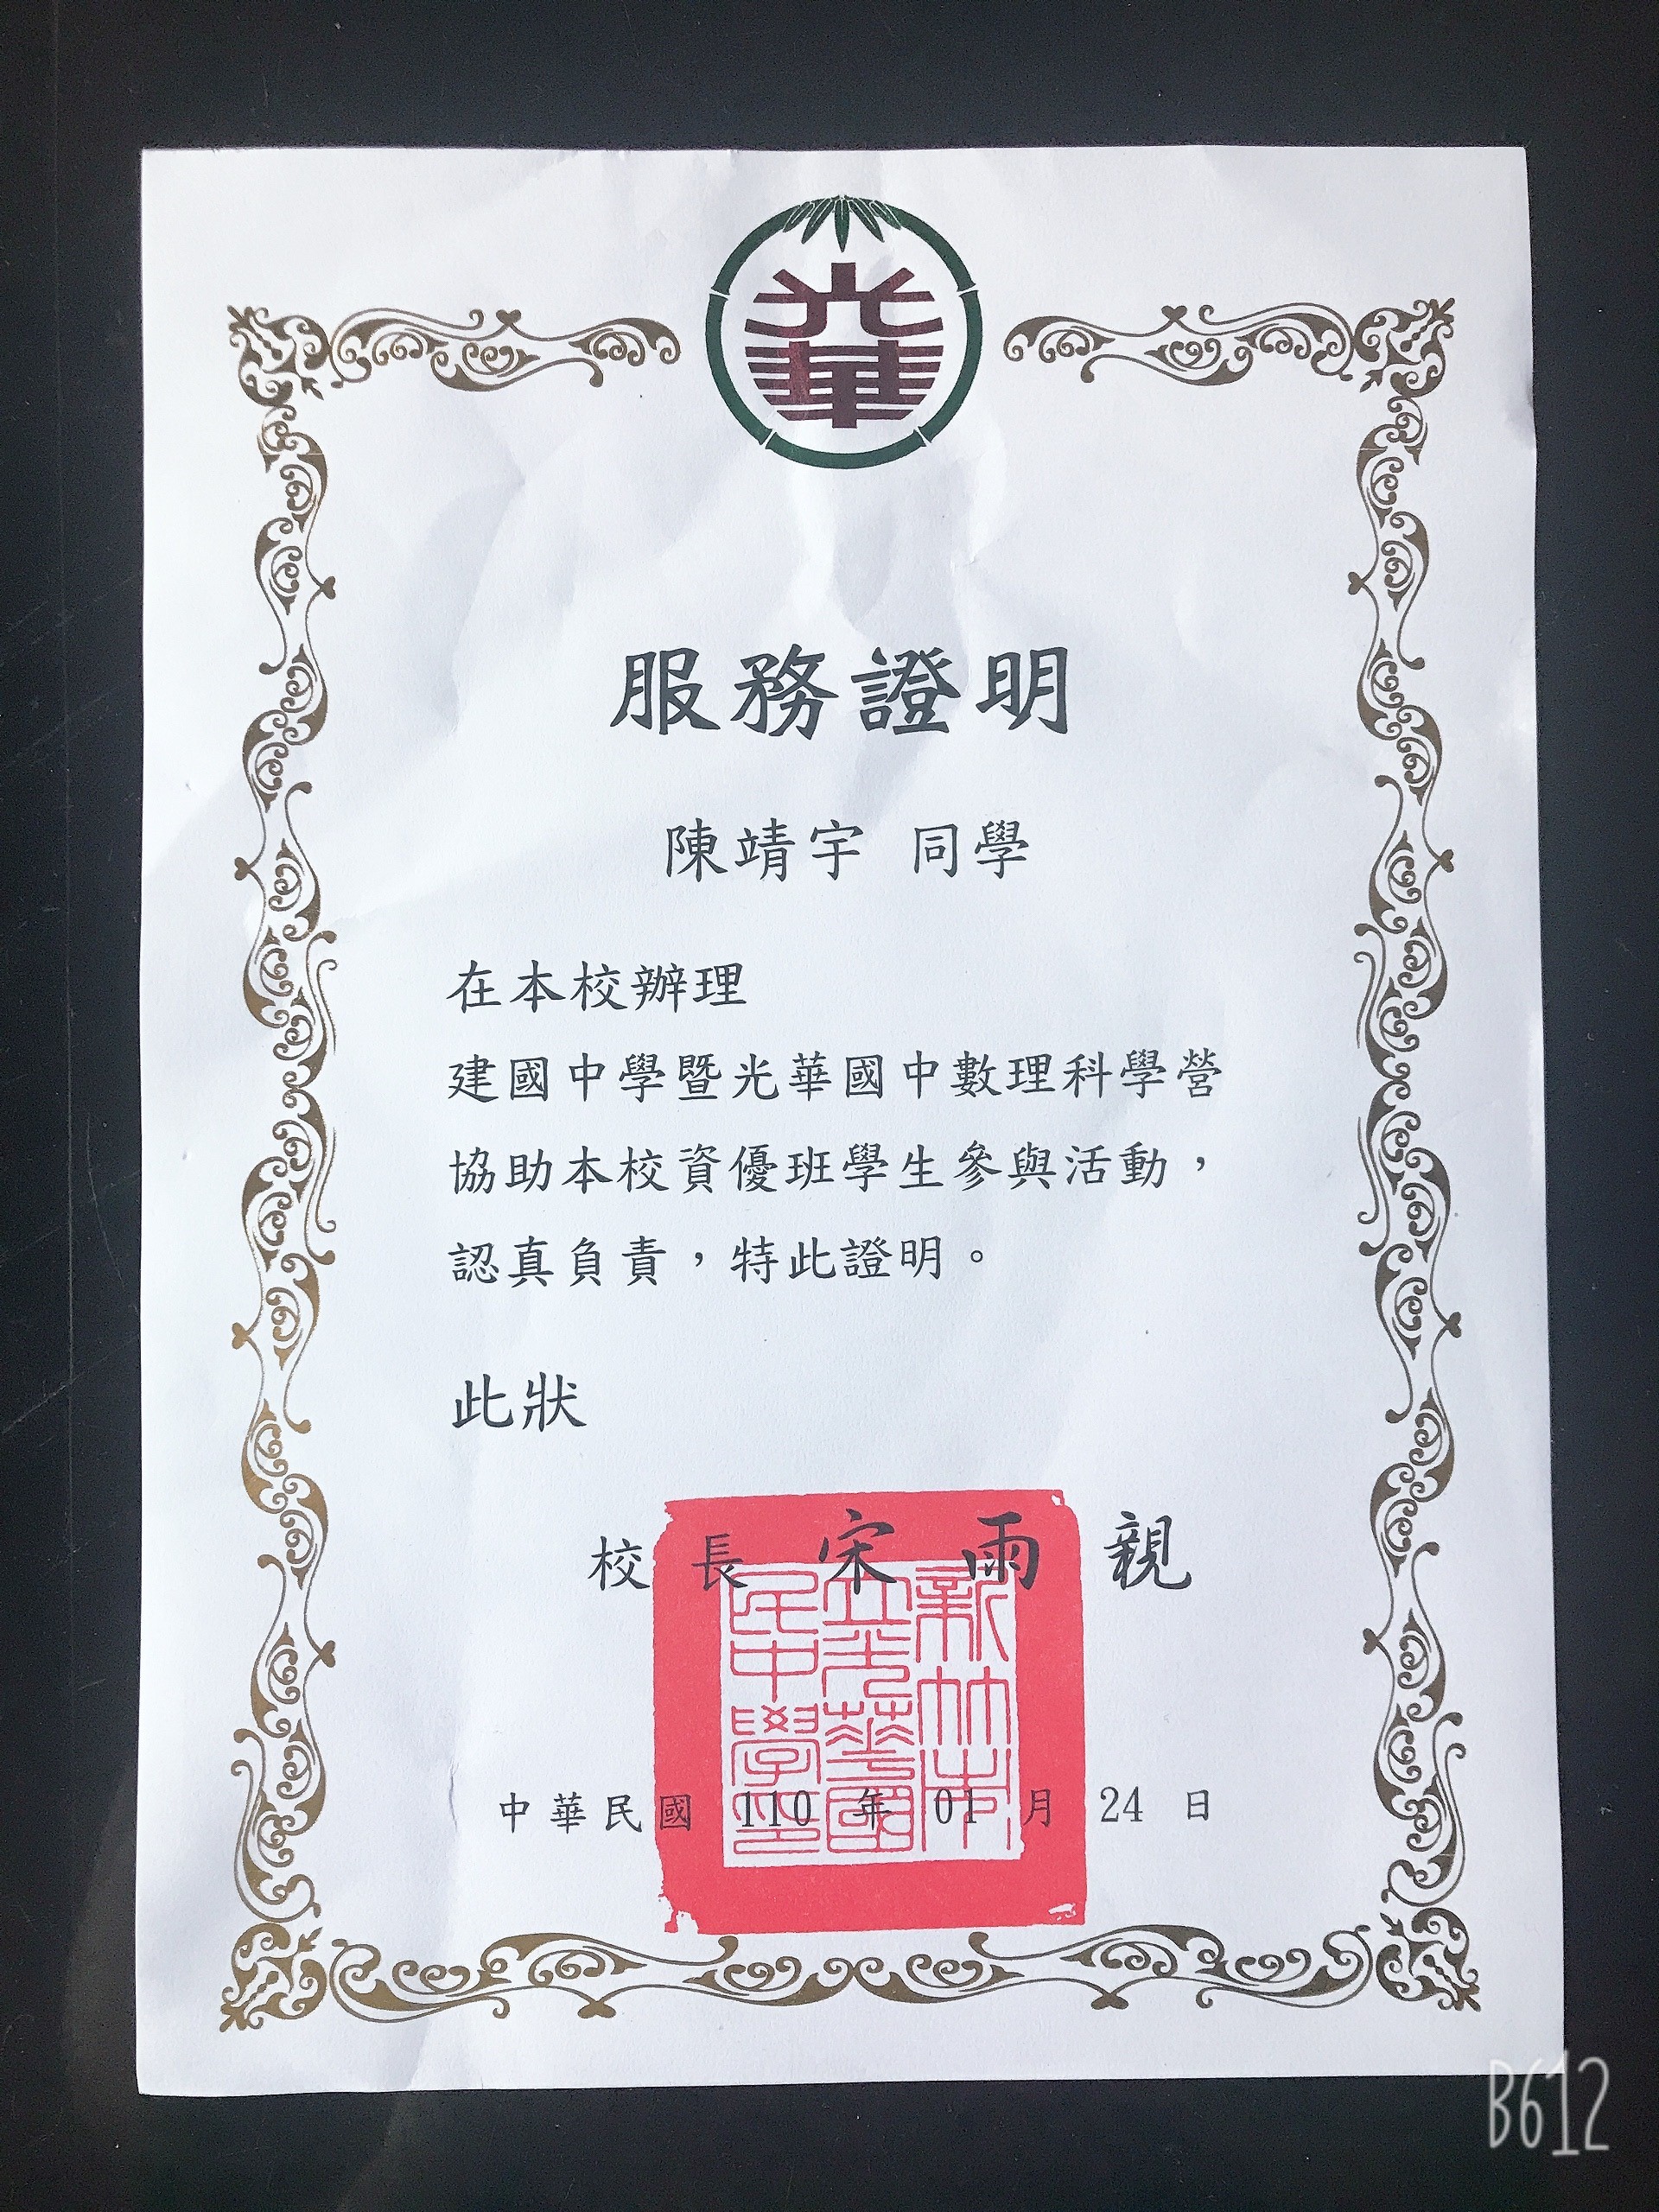 光華
服務證明
陳靖宇 同學
在本校辦理
建國中學暨光華國中數理科學營
協助本校資優班學生參與活動，
認真負責，特此證明。
此狀
校長 宋雨親
新竹市立光華國民中學印
中華民國 110 年 01 月 24 日
B612